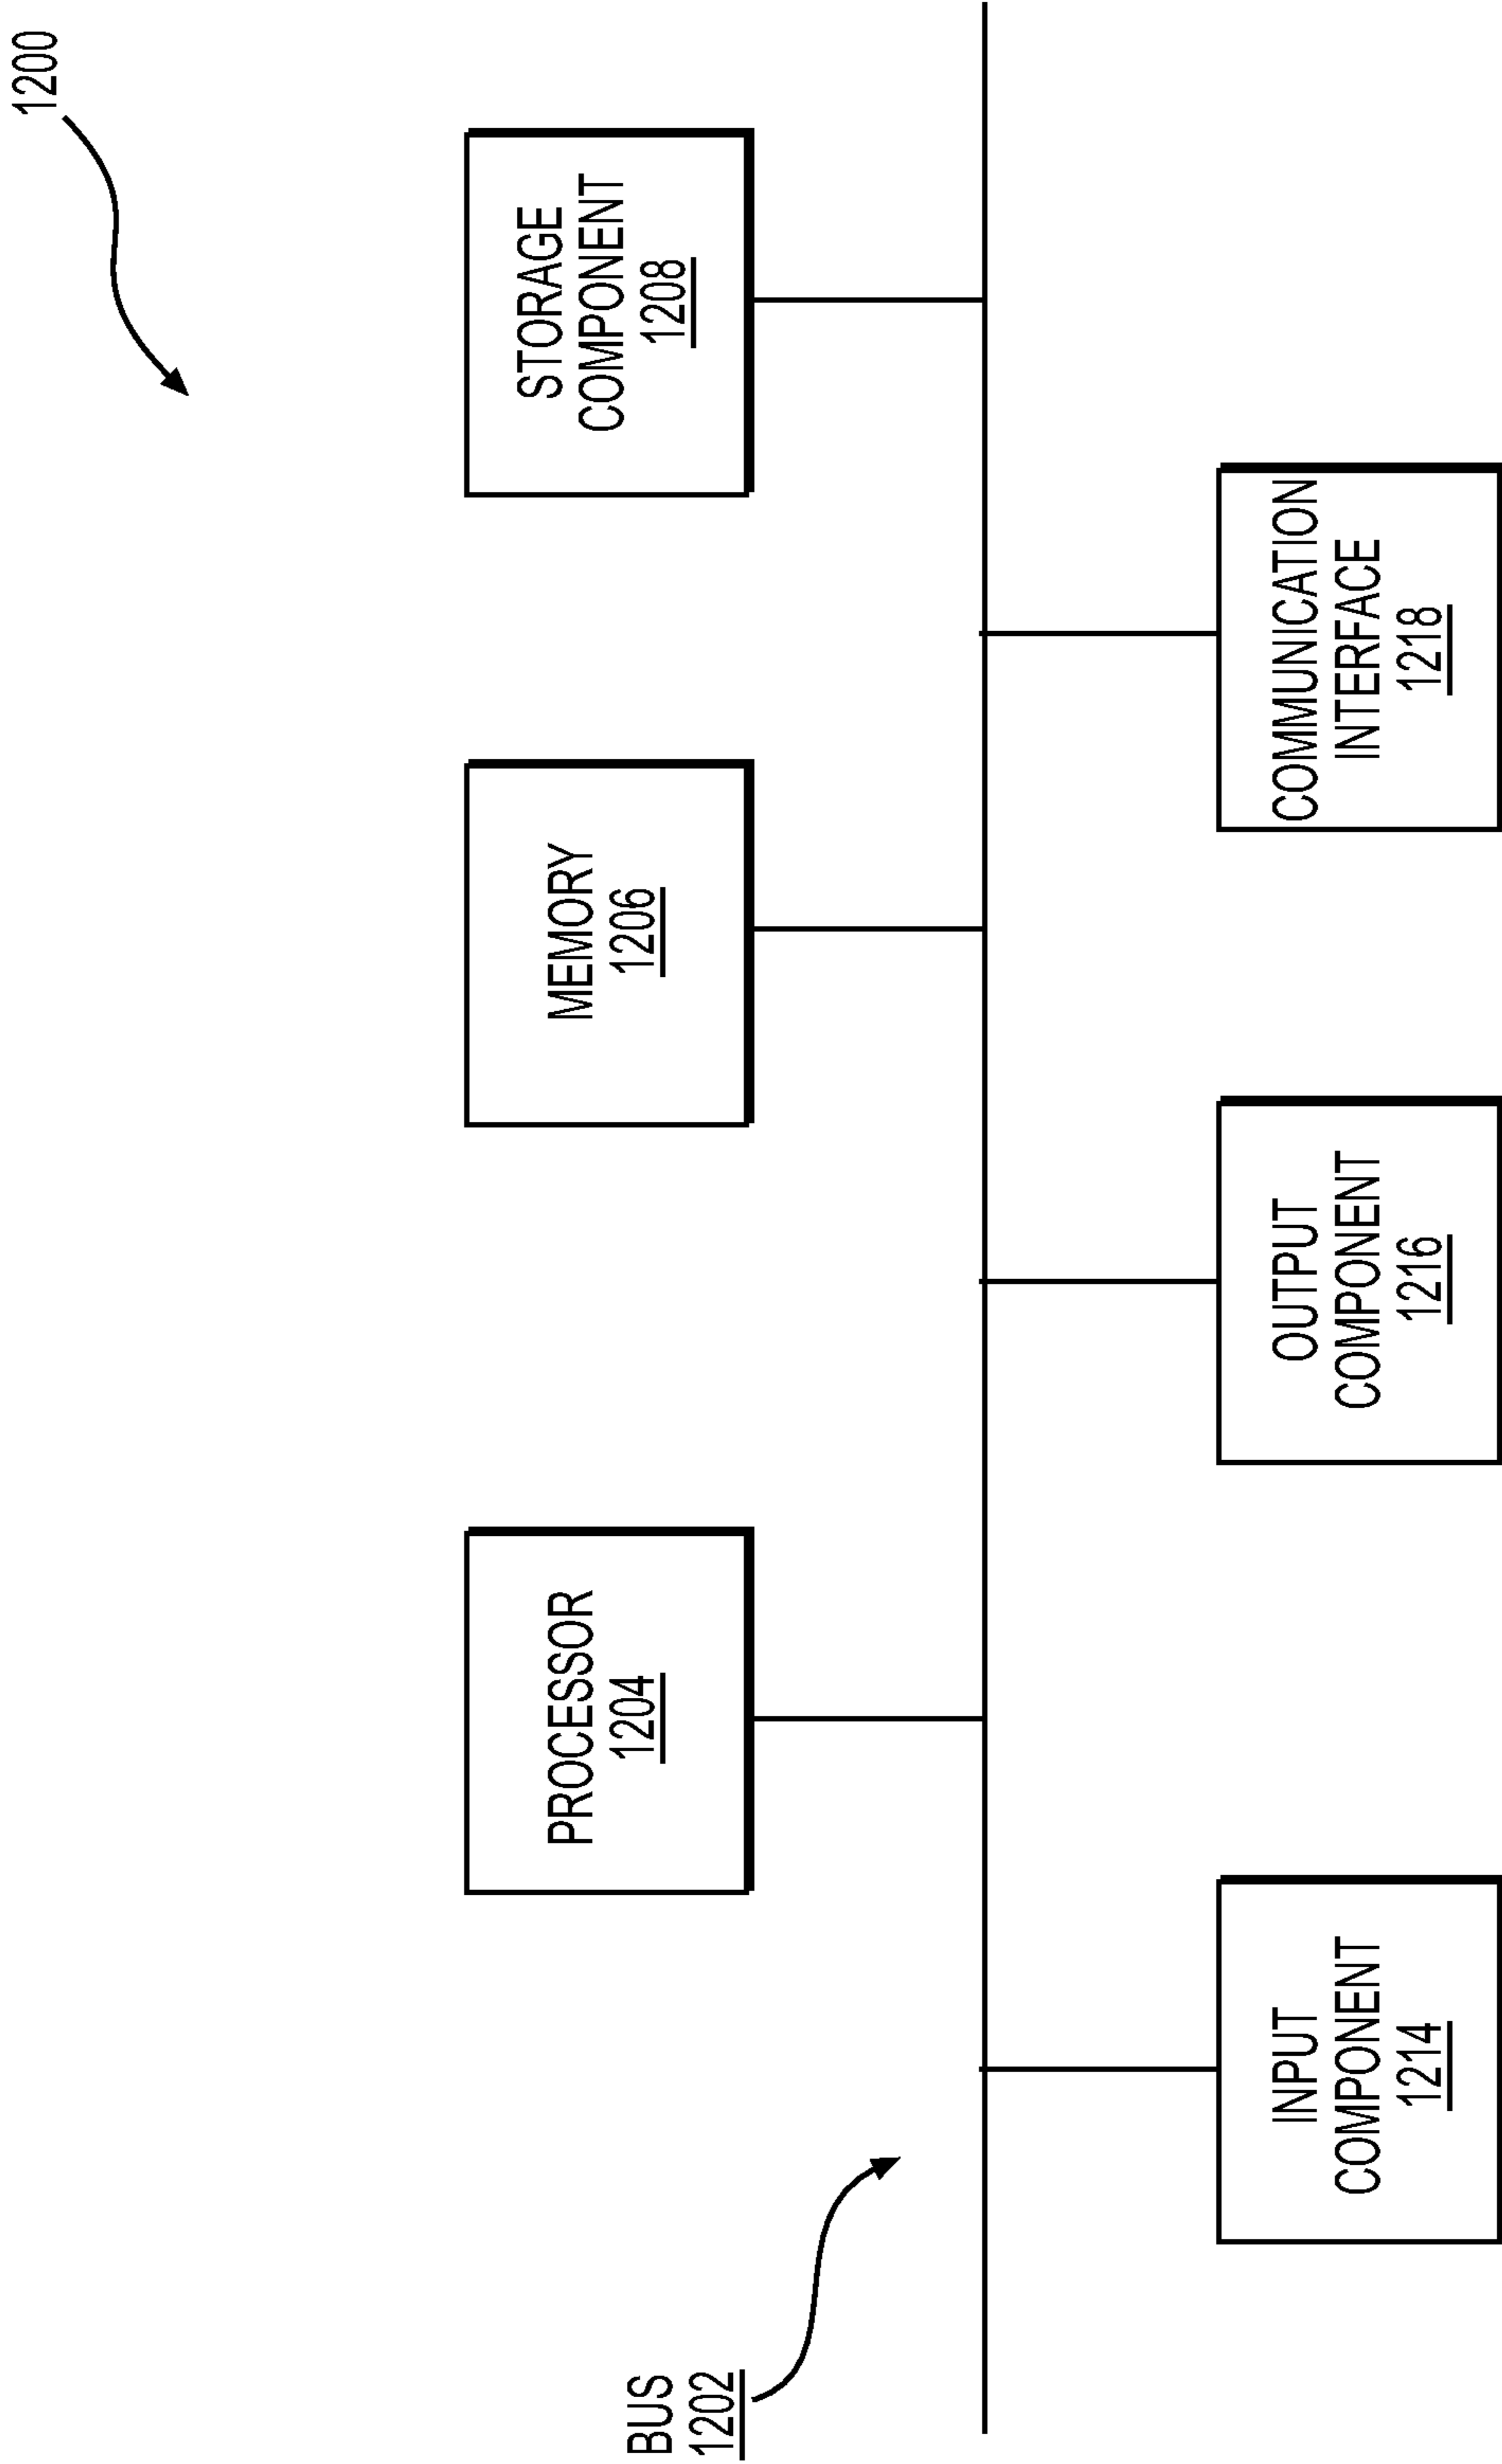 1200
BUS
1202
PROCESSOR
1204
MEMORY
1206
STORAGE
COMPONENT
1208
INPUT
COMPONENT
1214
OUTPUT
COMPONENT
1216
COMMUNICATION
INTERFACE
1218